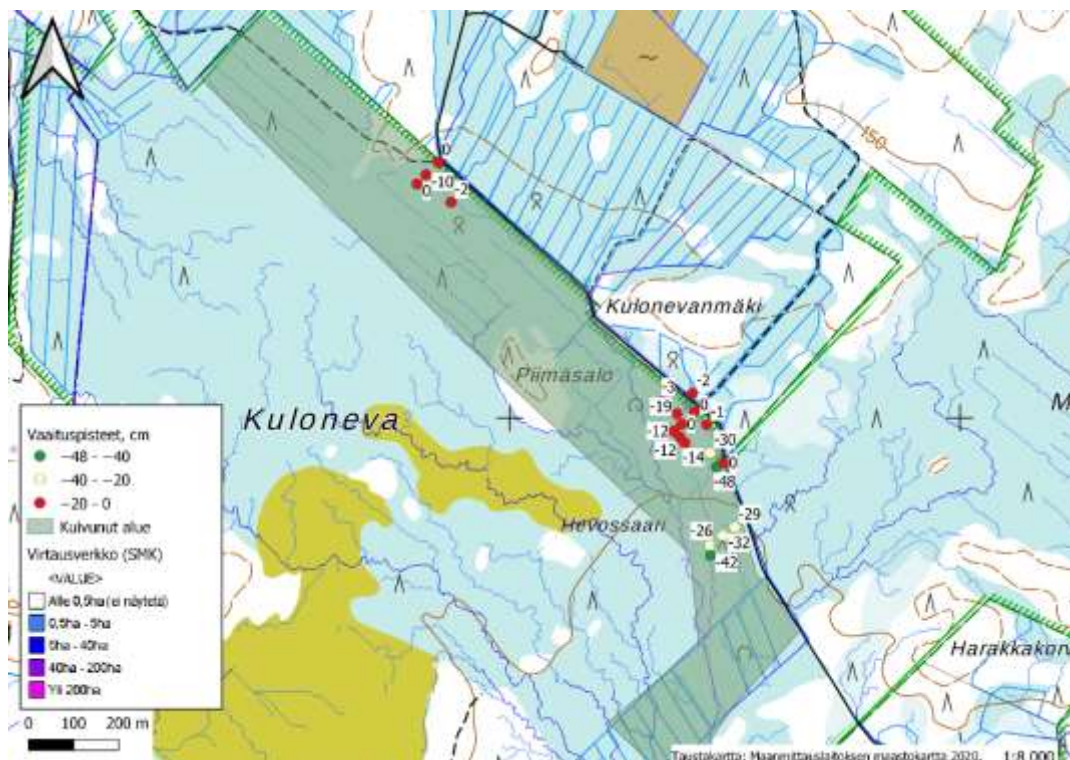 150
0
-10
0
-2
Kulonevanmäki
Piimäsalo
-3
-2
-19
0
-1
-12
0
-30
-12
-14
0
-48
Kuloneva
Hevossaari
-29
-26
-32
-42
Harakkakon
M
Vaaituspisteet, cm
−48 - −40
−40 - −20
−20 - 0
Kuivunut alue
Virtausverkko (SMK)
<VALUE>
Alle 0,5ha (ei näytetä)
0,5ha - 5ha
5ha - 40ha
40ha - 200ha
Yli 200ha
0 100 200 m
Taustakartta: Maanmittauslaitoksen maastokartta 2020. 1:8 000